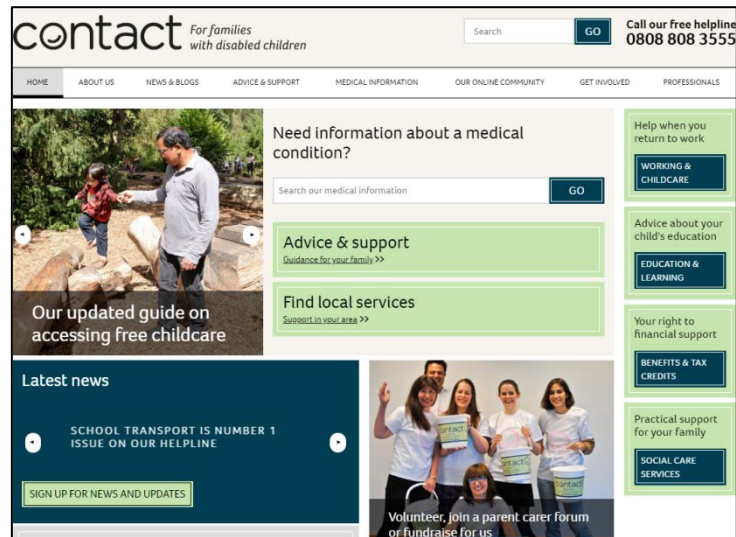 contact
For families
with disabled children
Search
GO
Call our free helpline
0808 808 3555
HOME
ABOUT US
NEWS & BLOGS
ADVICE & SUPPORT
MEDICAL INFORMATION
OUR ONLINE COMMUNITY
GET INVOLVED
PROFESSIONALS
Our updated guide on
accessing free childcare
Need information about a medical
condition?
Search our medical information
GO
Advice & support
Guidance for your family >>
Find local services
Support in your area >>
Help when you
return to work
WORKING &
CHILDCARE
Advice about your
child's education
EDUCATION &
LEARNING
Your right to
financial support
BENEFITS & TAX
CREDITS
Practical support
for your family
SOCIAL CARE
SERVICES
Latest news
SCHOOL TRANSPORT IS NUMBER 1
ISSUE ON OUR HELPLINE
SIGN UP FOR NEWS AND UPDATES
contact
contact
Volunteer, join a parent carer forum
or fundraise for us